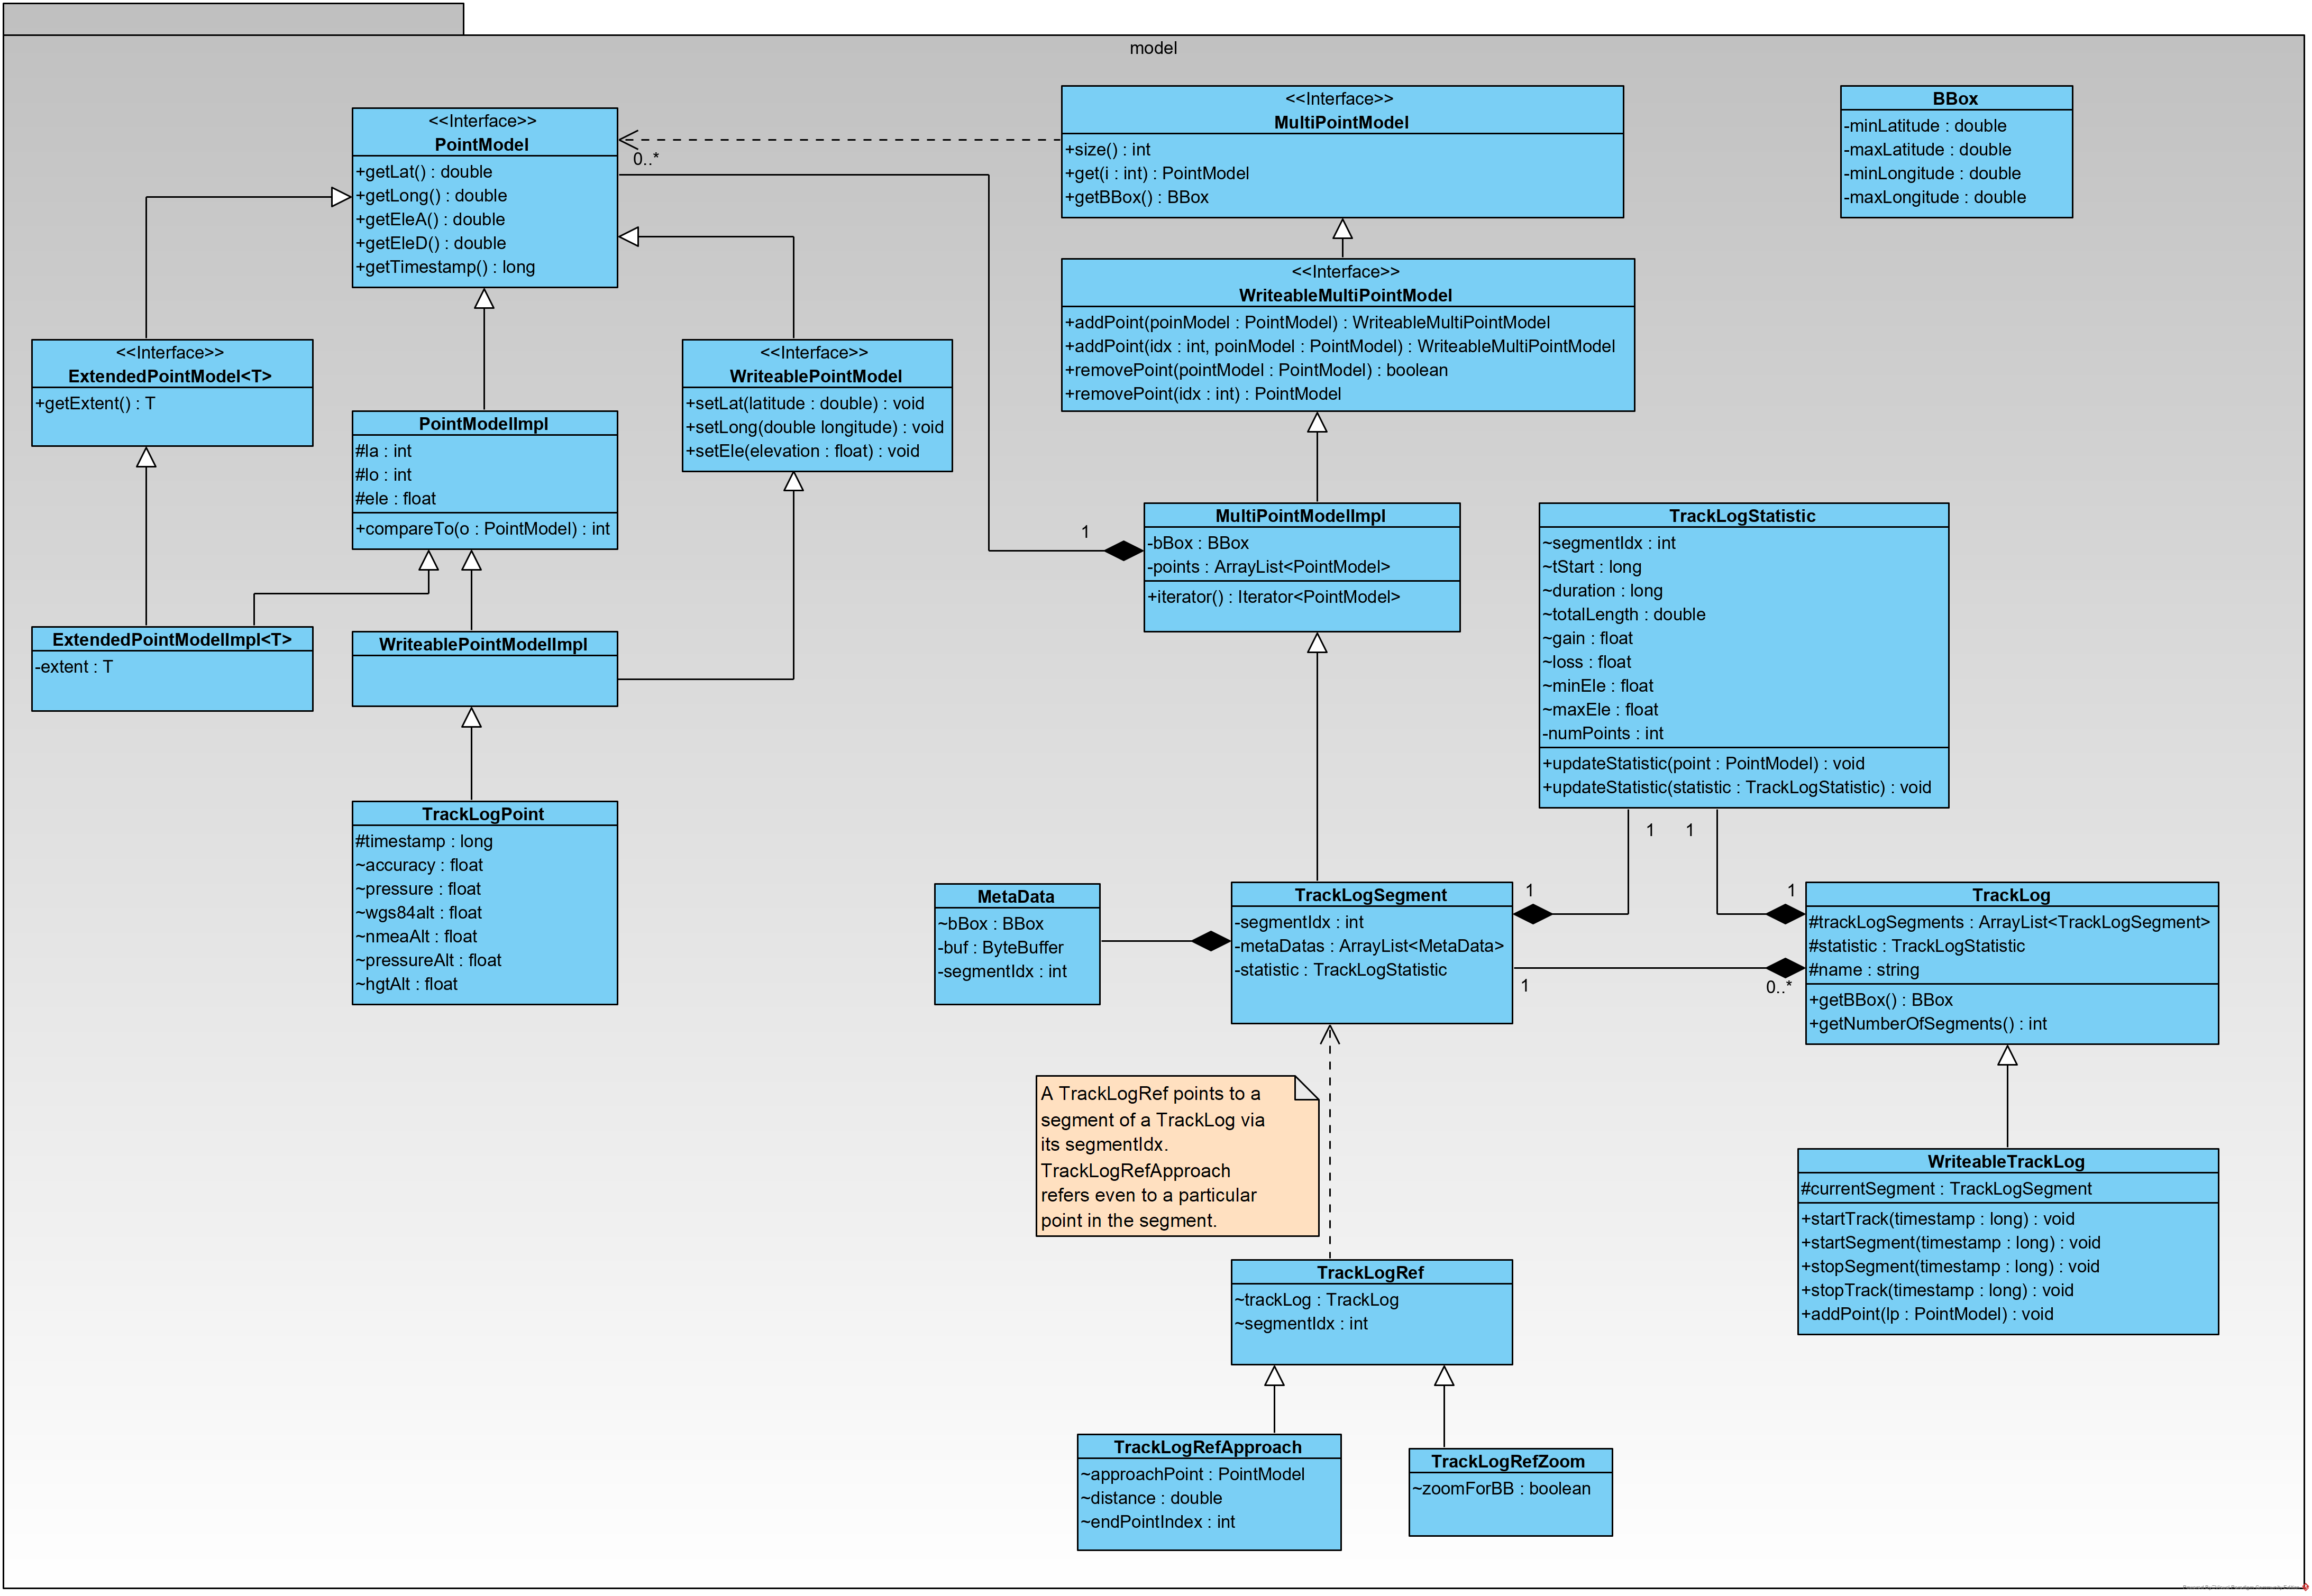 model
<<Interface>>
PointModel
+getLat() : double
+getLong() : double
+getEleA() : double
+getEleD() : double
+getTimestamp() : long
0..*
<<Interface>>
MultiPointModel
+size() : int
+get(i : int) : PointModel
+getBBox() : BBox
BBox
-minLatitude : double
-maxLatitude : double
-minLongitude : double
-maxLongitude : double
<<Interface>>
WriteableMultiPointModel
+addPoint(poinModel : PointModel) : WriteableMultiPointModel
+addPoint(idx : int, poinModel : PointModel) : WriteableMultiPointModel
+removePoint(pointModel : PointModel) : boolean
+removePoint(idx : int) : PointModel
<<Interface>>
ExtendedPointModel<T>
+getExtent() : T
PointModelImpl
#la : int
#lo : int
#ele : float
+compareTo(o : PointModel) : int
<<Interface>>
WriteablePointModel
+setLat(latitude : double) : void
+setLong(double longitude) : void
+setEle(elevation : float) : void
1
MultiPointModelImpl
-bBox : BBox
-points : ArrayList<PointModel>
+iterator() : Iterator<PointModel>
TrackLogStatistic
~segmentIdx : int
~tStart : long
~duration : long
~totalLength : double
~gain : float
~loss : float
~minEle : float
~maxEle : float
-numPoints : int
+updateStatistic(point : PointModel) : void
+updateStatistic(statistic : TrackLogStatistic) : void
ExtendedPointModelImpl<T>
-extent : T
WriteablePointModelImpl
TrackLogPoint
#timestamp : long
~accuracy : float
~pressure : float
~wgs84alt : float
~nmeaAlt : float
~pressureAlt : float
~hgtAlt : float
1
1
1
1
MetaData
~bBox : BBox
-buf : ByteBuffer
-segmentIdx : int
TrackLogSegment
-segmentIdx : int
-metaDatas : ArrayList<MetaData>
-statistic : TrackLogStatistic
TrackLog
#trackLogSegments : ArrayList<TrackLogSegment>
#statistic : TrackLogStatistic
#name : string
+getBBox() : BBox
+getNumberOfSegments() : int
1
0..*
A TrackLogRef points to a
segment of a TrackLog via
its segmentIdx.
TrackLogRefApproach
refers even to a particular
point in the segment.
WriteableTrackLog
#currentSegment : TrackLogSegment
+startTrack(timestamp : long) : void
+startSegment(timestamp : long) : void
+stopSegment(timestamp : long) : void
+stopTrack(timestamp : long) : void
+addPoint(lp : PointModel) : void
TrackLogRef
~trackLog : TrackLog
~segmentIdx : int
TrackLogRefApproach
~approachPoint : PointModel
~distance : double
~endPointIndex : int
TrackLogRefZoom
~zoomForBB : boolean